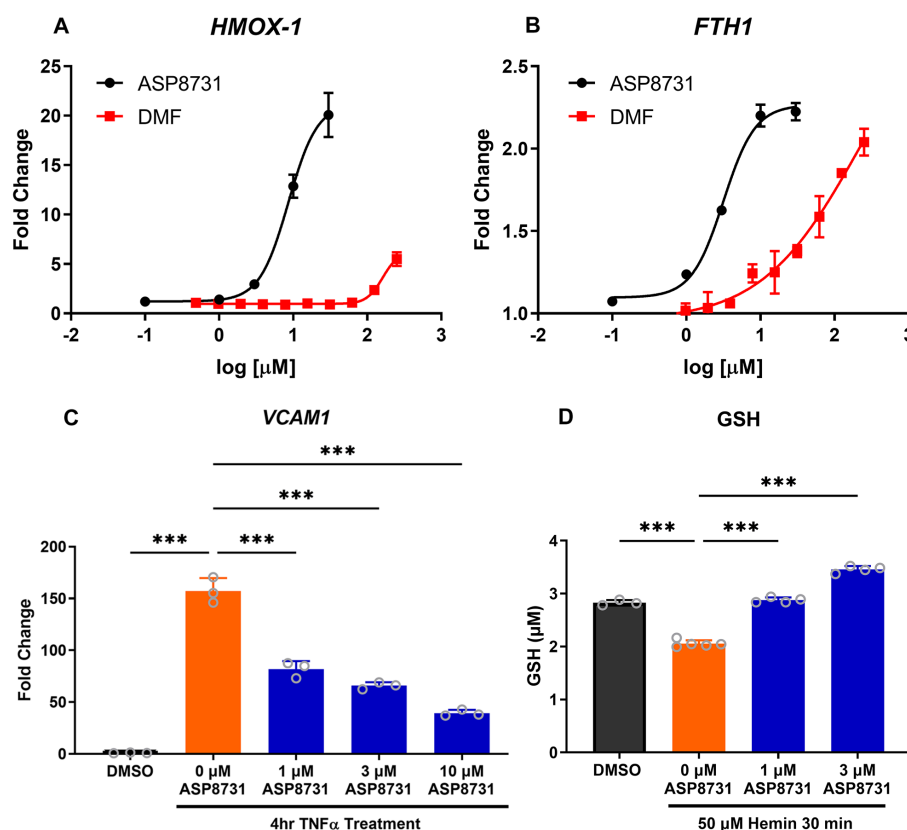 A
HMOX-1
25
20
15
10
5
0
-2
-1
0
1
2
3
Fold Change
log [μM]
ASP8731
DMF
B
FTH1
2.5
2.0
1.5
1.0
-2
-1
0
1
2
3
Fold Change
log [μM]
ASP8731
DMF
C
VCAM1
***
***
***
***
200
150
100
50
0
Fold Change
DMSO
0 μM
ASP8731
1 μM
ASP8731
3 μM
ASP8731
10 μM
ASP8731
4hr TNFα Treatment
D
GSH
***
***
***
4
3
2
1
0
GSH (μM)
DMSO
0 μM
ASP8731
1 μM
ASP8731
3 μM
ASP8731
50 μM Hemin 30 min